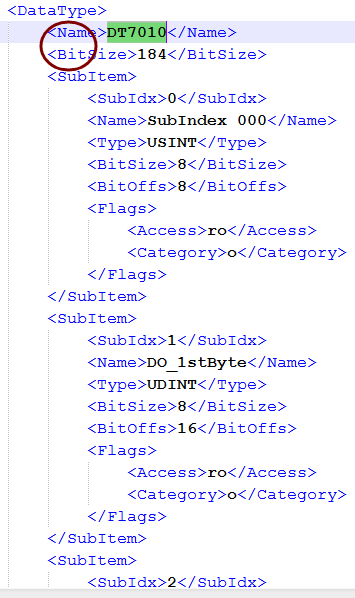 <DataType>
<Name>DT7010</Name>
<BitSize>184</BitSize>
<SubItem>
<SubIdx>0</SubIdx>
<Name>SubIndex 000</Name>
<Type>USINT</Type>
<BitSize>8</BitSize>
<BitOffs>8</BitOffs>
<Flags>
<Access>ro</Access>
<Category>o</Category>
</Flags>
</SubItem>
<SubItem>
<SubIdx>1</SubIdx>
<Name>DO_1stByte</Name>
<Type>UDINT</Type>
<BitSize>8</BitSize>
<BitOffs>16</BitOffs>
<Flags>
<Access>ro</Access>
<Category>o</Category>
</Flags>
</SubItem>
<SubItem>
<SubIdx>2</SubIdx>